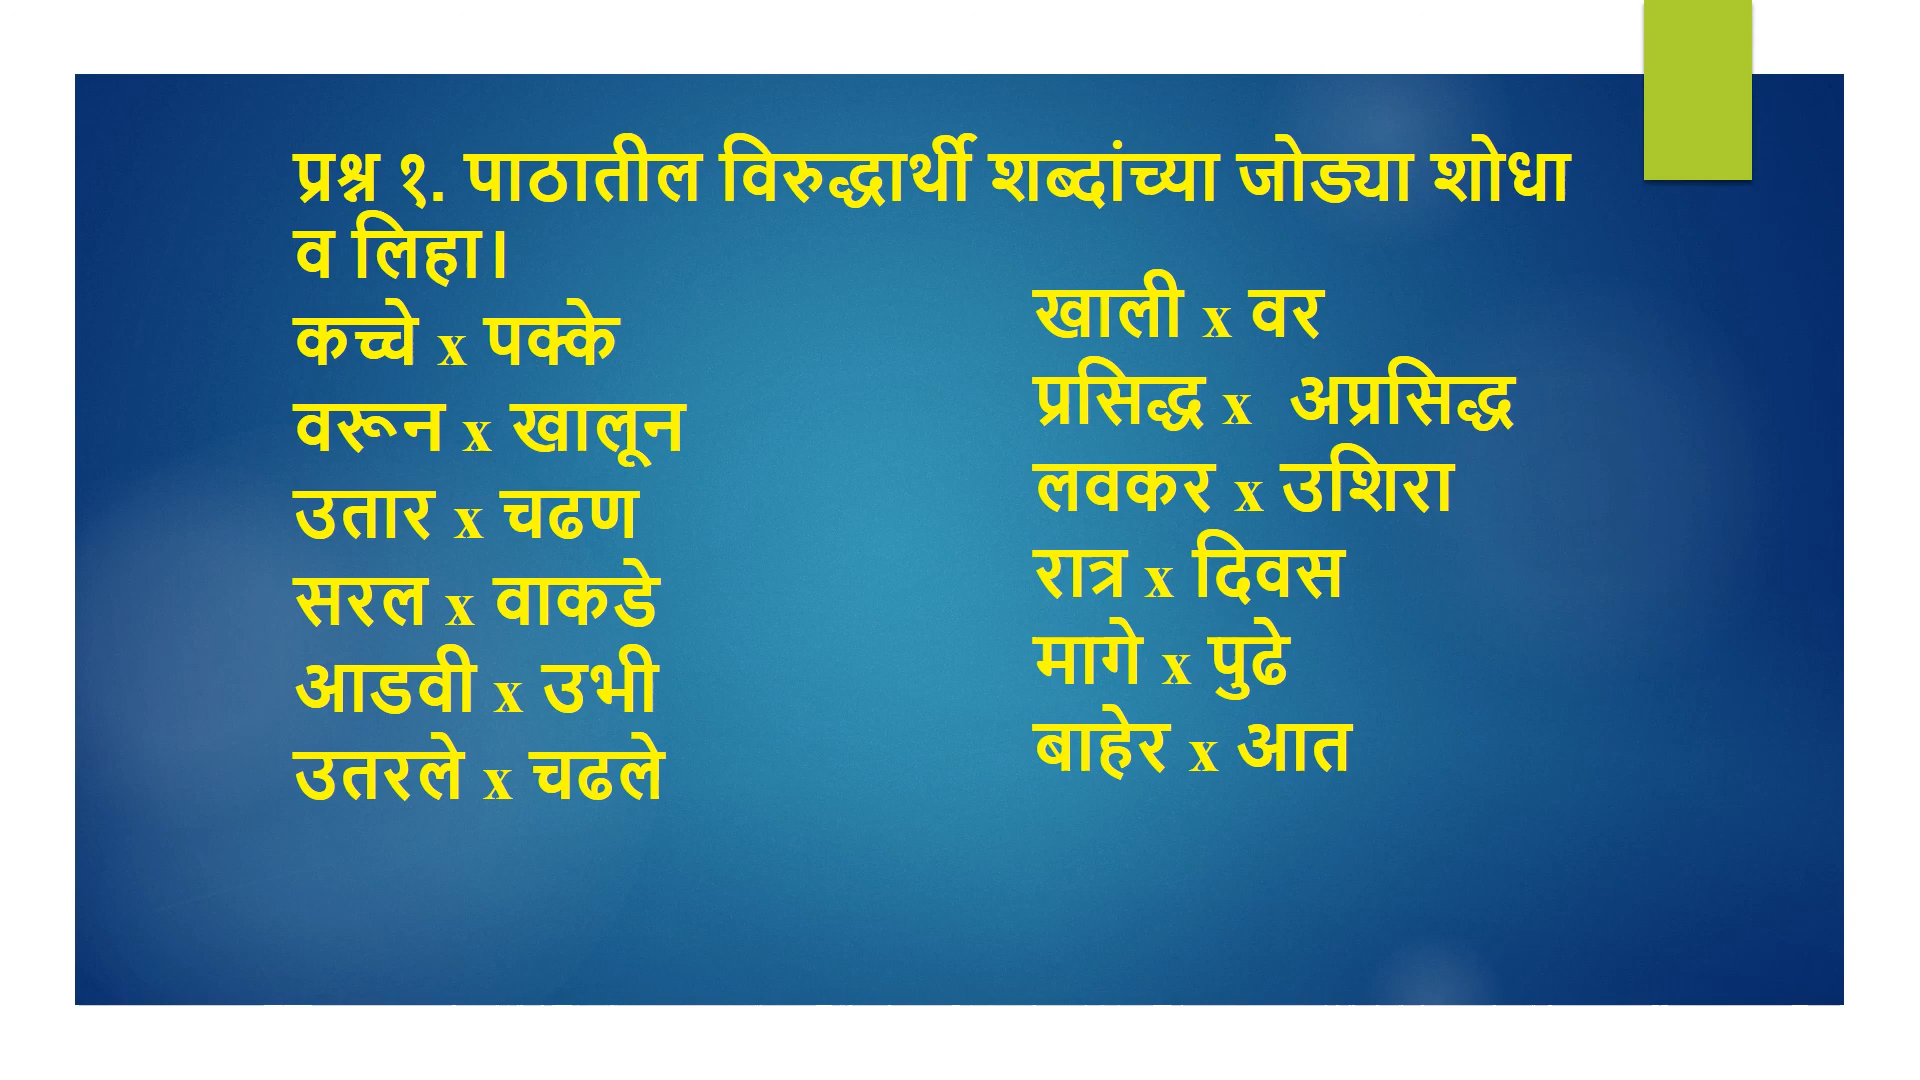 प्रश्न १. पाठातील विरुद्धार्थी शब्दांच्या जोड्या शोधा
व लिहा।
कच्चे x पक्के
वरून x खालून
उतार x चढण
सरल x वाकडे
आडवी x उभी
उतरले x चढले
खाली x वर
प्रसिद्ध x अप्रसिद्ध
लवकर x उशिरा
रात्र x दिवस
मागे x पुढे
बाहेर x आत